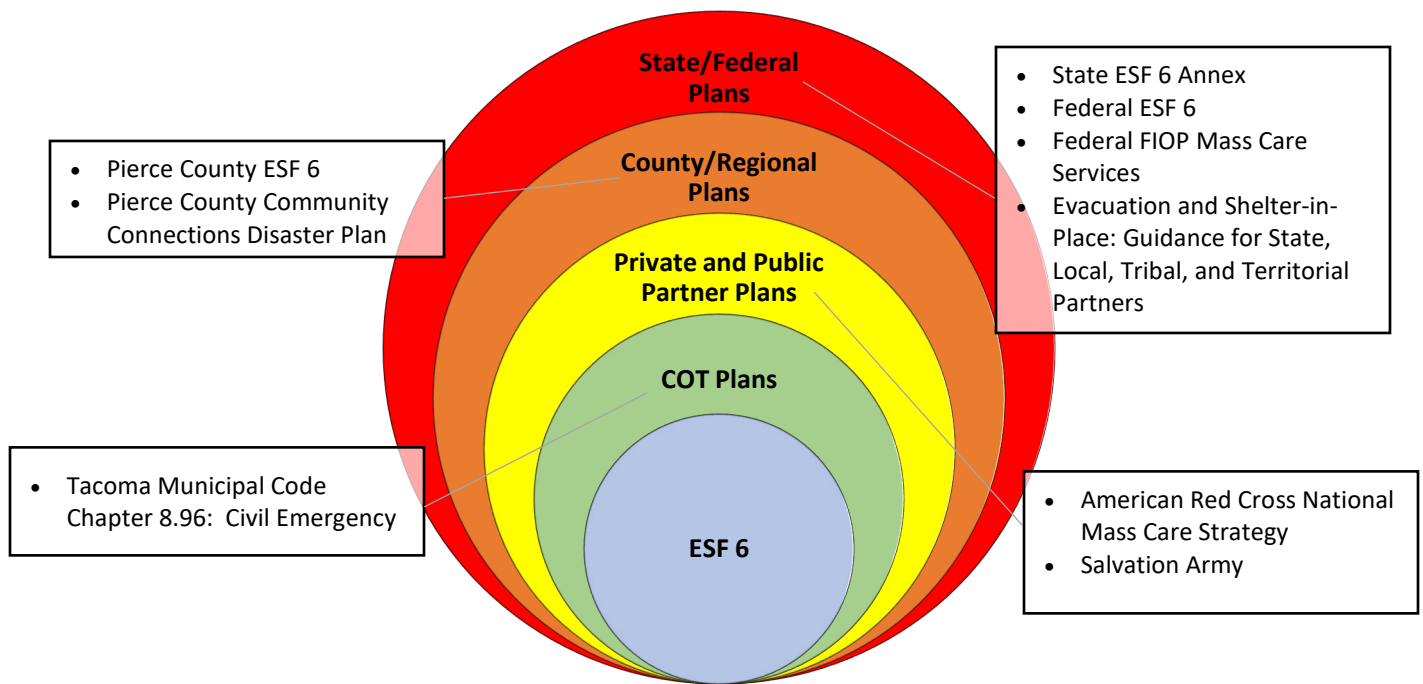 State/Federal
Plans
• State ESF 6 Annex
• Federal ESF 6
• Federal FIOP Mass Care
Services
• Evacuation and Shelter-in-
Place: Guidance for State,
Local, Tribal, and Territorial
Partners
• Pierce County ESF 6
• Pierce County Community
Connections Disaster Plan
County/Regional
Plans
Private and Public
Partner Plans
COT Plans
• Tacoma Municipal Code
Chapter 8.96: Civil Emergency
ESF 6
• American Red Cross National
Mass Care Strategy
• Salvation Army